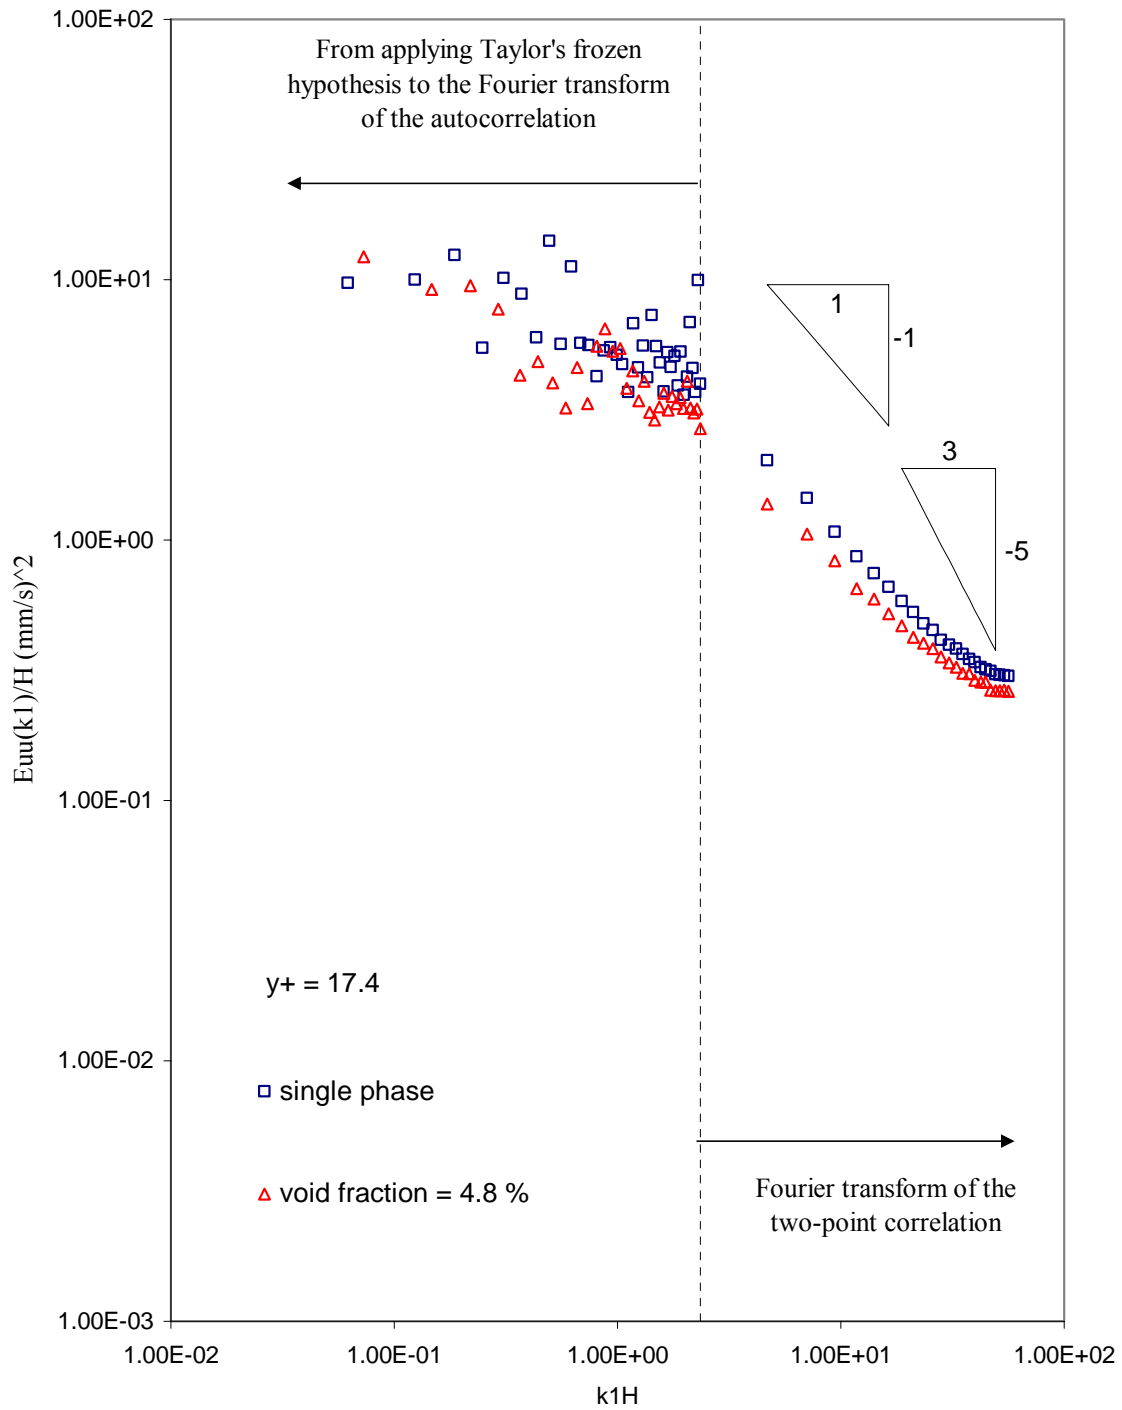 1.00E+02
From applying Taylor's frozen
hypothesis to the Fourier transform
of the autocorrelation
1.00E+01
1
-1
3
-5
1.00E+00
Euu(k1)/H (mm/s)^2
1.00E-01
y+ = 17.4
1.00E-02
single phase
void fraction = 4.8 %
Fourier transform of the
two-point correlation
1.00E-03
1.00E-02 1.00E-01 1.00E+00 1.00E+01 1.00E+02
k1H